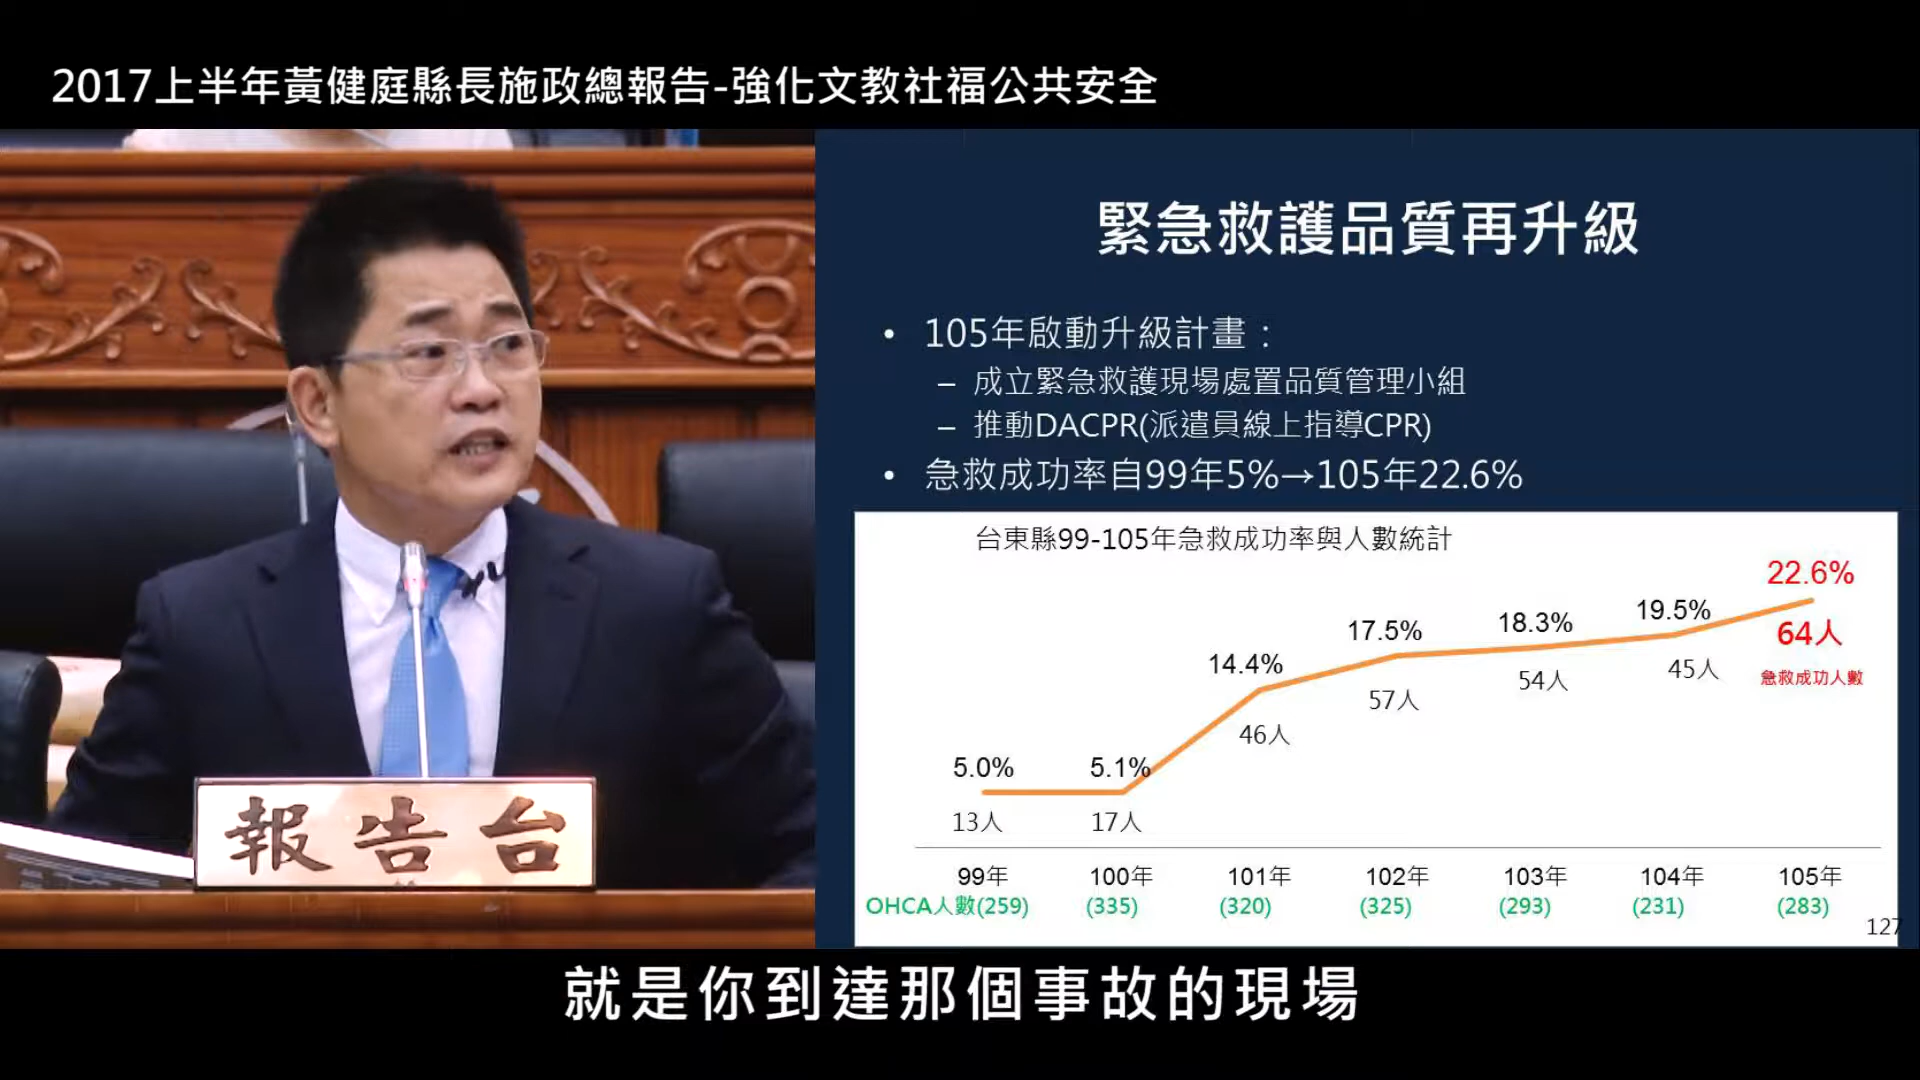 2017上半年黃健庭縣長施政總報告-強化文教社福公共安全
報告台
緊急救護品質再升級
• 105年啟動升級計畫：
– 成立緊急救護現場處置品質管理小組
– 推動DACPR(派遣員線上指導CPR)
• 急救成功率自99年5%→105年22.6%
台東縣99-105年急救成功率與人數統計
5.0% 5.1% 14.4% 17.5% 18.3% 19.5% 22.6%
13人 17人 46人 57人 54人 45人 64人
急救成功人數
99年 100年 101年 102年 103年 104年 105年
OHCA人數(259) (335) (320) (325) (293) (231) (283)
127
就是你到達那個事故的現場